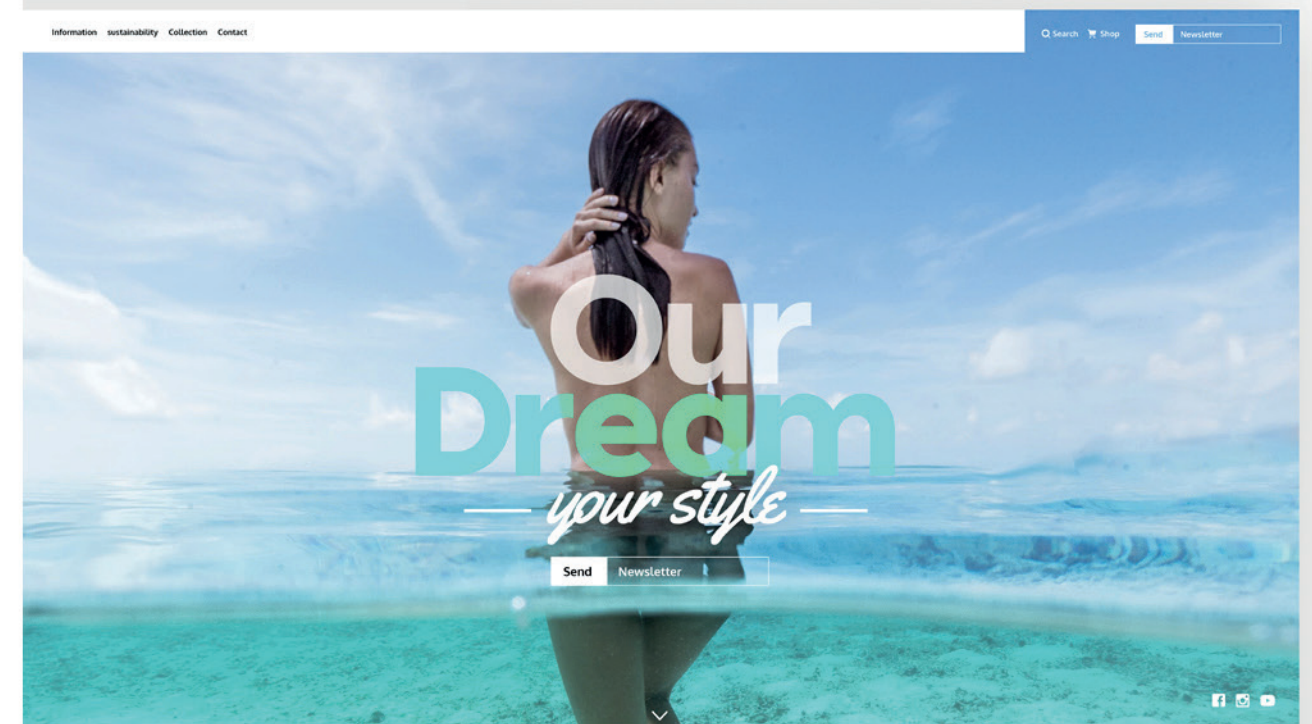 Information sustainability Collection Contact
Search Shop Send Newsletter
Our
Dream
your style
Send Newsletter